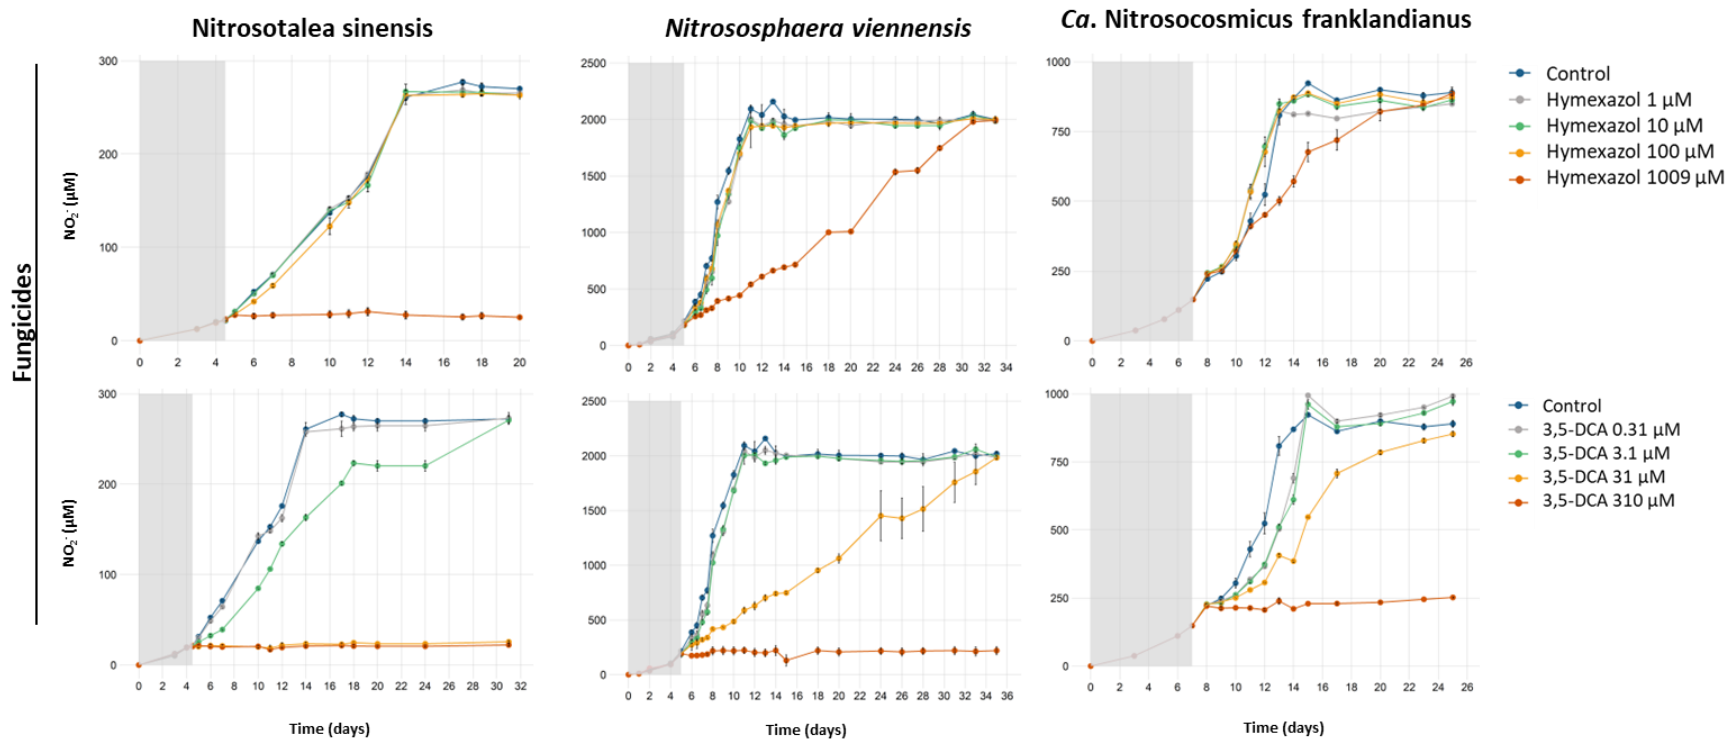 Nitrosotalea sinensis
Nitrososphaera viennensis
Ca. Nitrosocosmicus franklandianus
Fungicides
NO2- (µM)
300
200
100
0
0 2 4 6 8 10 12 14 16 18 20
2500
2000
1500
1000
500
0
0 2 4 6 8 10 12 14 16 18 20 22 24 26 28 30 32 34
1000
750
500
250
0
0 2 4 6 8 10 12 14 16 18 20 22 24 26
Control
Hymexazol 1 µM
Hymexazol 10 µM
Hymexazol 100 µM
Hymexazol 1009 µM
NO2- (µM)
300
200
100
0
0 2 4 6 8 10 12 14 16 18 20 22 24 26 28 30 32
Time (days)
2500
2000
1500
1000
500
0
0 2 4 6 8 10 12 14 16 18 20 22 24 26 28 30 32 34 36
Time (days)
1000
750
500
250
0
0 2 4 6 8 10 12 14 16 18 20 22 24 26
Time (days)
Control
3,5-DCA 0.31 µM
3,5-DCA 3.1 µM
3,5-DCA 31 µM
3,5-DCA 310 µM